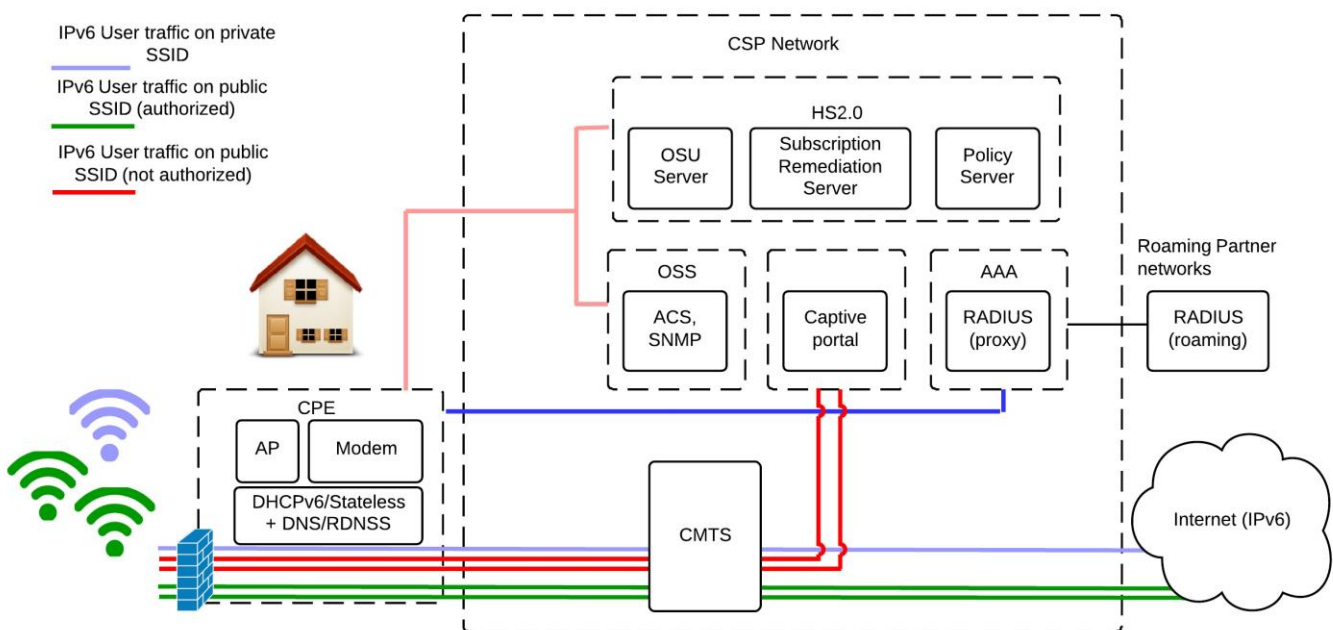 IPv6 User traffic on private
SSID
IPv6 User traffic on public
SSID (authorized)
IPv6 User traffic on public
SSID (not authorized)
CSP Network
HS2.0
OSU
Server
Subscription
Remediation
Server
Policy
Server
OSS
ACS,
SNMP
Captive
portal
AAA
RADIUS
(proxy)
Roaming Partner
networks
RADIUS
(roaming)
CPE
AP
Modem
DHCPv6/Stateless
+ DNS/RDNSS
CMTS
Internet (IPv6)